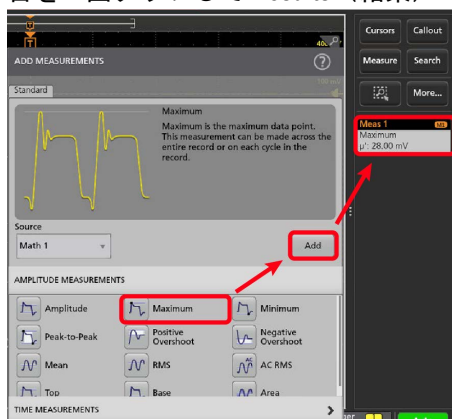 ADD MEASUREMENTS
Standard
Maximum
Maximum is the maximum data point.
This measurement can be made across the
entire record or on each cycle in the
record.
Source
Math 1
Add
AMPLITUDE MEASUREMENTS
Amplitude
Maximum
Minimum
Peak-to-Peak
Positive
Overshoot
Negative
Overshoot
Mean
RMS
AC RMS
Top
Base
Area
TIME MEASUREMENTS
Cursors
Callout
Measure
Search
More...
Meas 1
M1
Maximum
µ': 28.00 mV